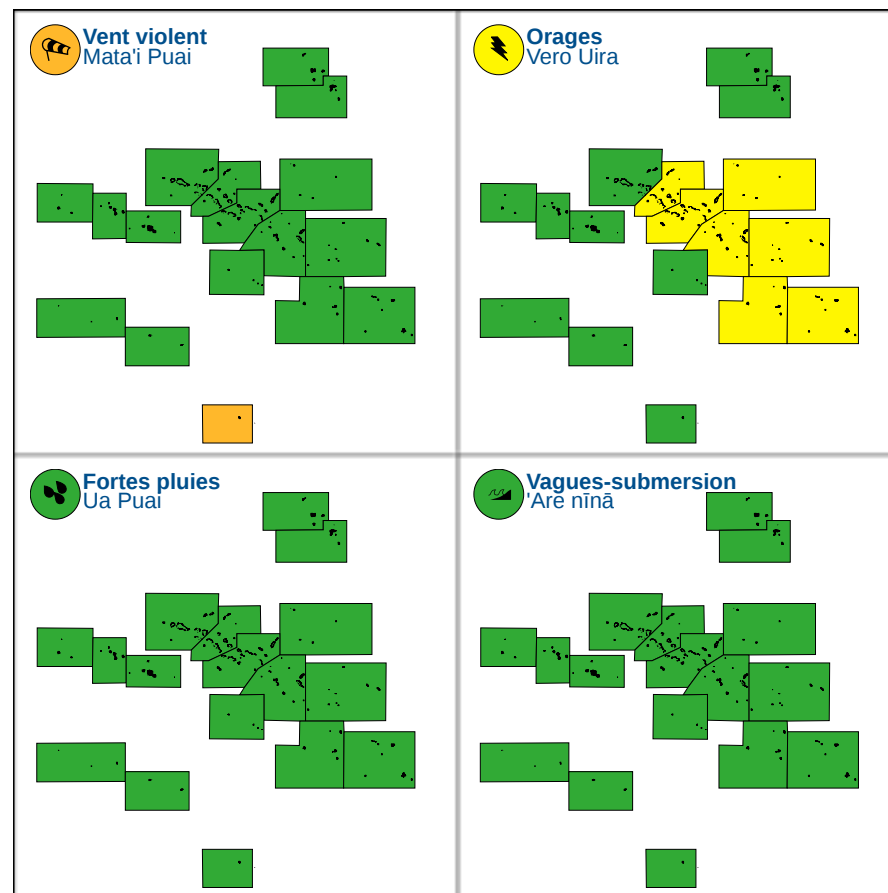 Vent violent
Mata'i Puai
Orages
Vero Uira
Fortes pluies
Ua Puai
Vagues-submersion
'Are nīnā